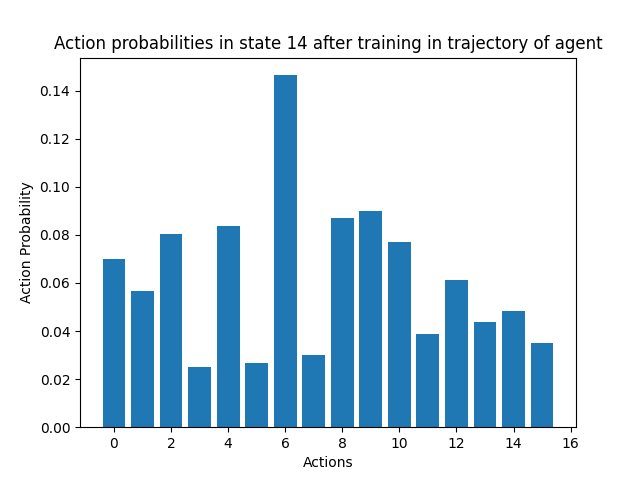 Action probabilities in state 14 after training in trajectory of agent
0.14
0.12
0.10
0.08
0.06
0.04
0.02
0.00
Action Probability
0 2 4 6 8 10 12 14 16
Actions